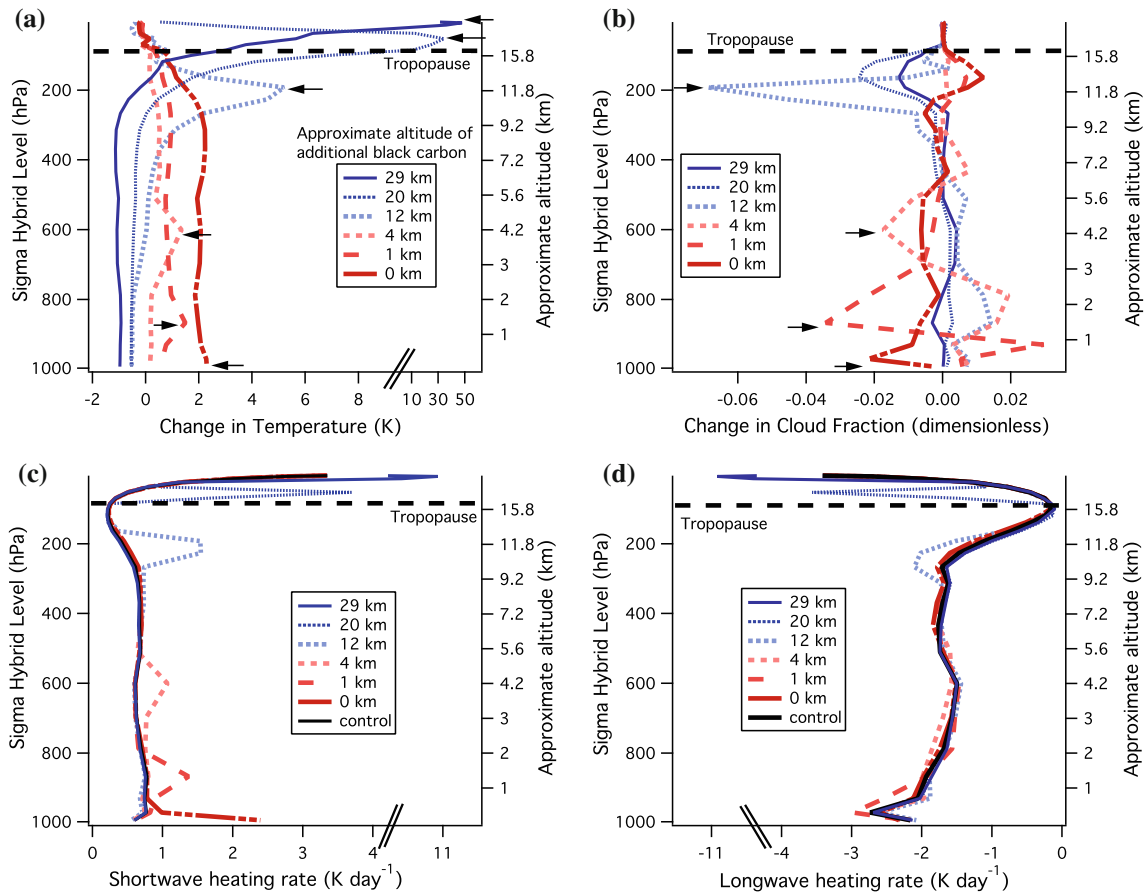 (a)
Sigma Hybrid Level (hPa)
200
400
600
800
1000
Tropopause
Approximate altitude of
additional black carbon
29 km
20 km
12 km
4 km
1 km
0 km
15.8
11.8
9.2
7.2
5.6
4.2
3
2
1
Approximate altitude (km)
-2
0
2
4
6
8
10
30
50
Change in Temperature (K)
(b)
Sigma Hybrid Level (hPa)
200
400
600
800
1000
Tropopause
29 km
20 km
12 km
4 km
1 km
0 km
15.8
11.8
9.2
7.2
5.6
4.2
3
2
1
Approximate altitude (km)
-0.06
-0.04
-0.02
0.00
0.02
Change in Cloud Fraction (dimensionless)
(c)
Sigma Hybrid Level (hPa)
200
400
600
800
1000
Tropopause
29 km
20 km
12 km
4 km
1 km
0 km
control
15.8
11.8
9.2
7.2
5.6
4.2
3
2
1
Approximate altitude (km)
0
1
2
3
4
11
Shortwave heating rate (K day⁻¹)
(d)
Sigma Hybrid Level (hPa)
200
400
600
800
1000
Tropopause
29 km
20 km
12 km
4 km
1 km
0 km
control
15.8
11.8
9.2
7.2
5.6
4.2
3
2
1
Approximate altitude (km)
-11
-4
-3
-2
-1
0
Longwave heating rate (K day⁻¹)